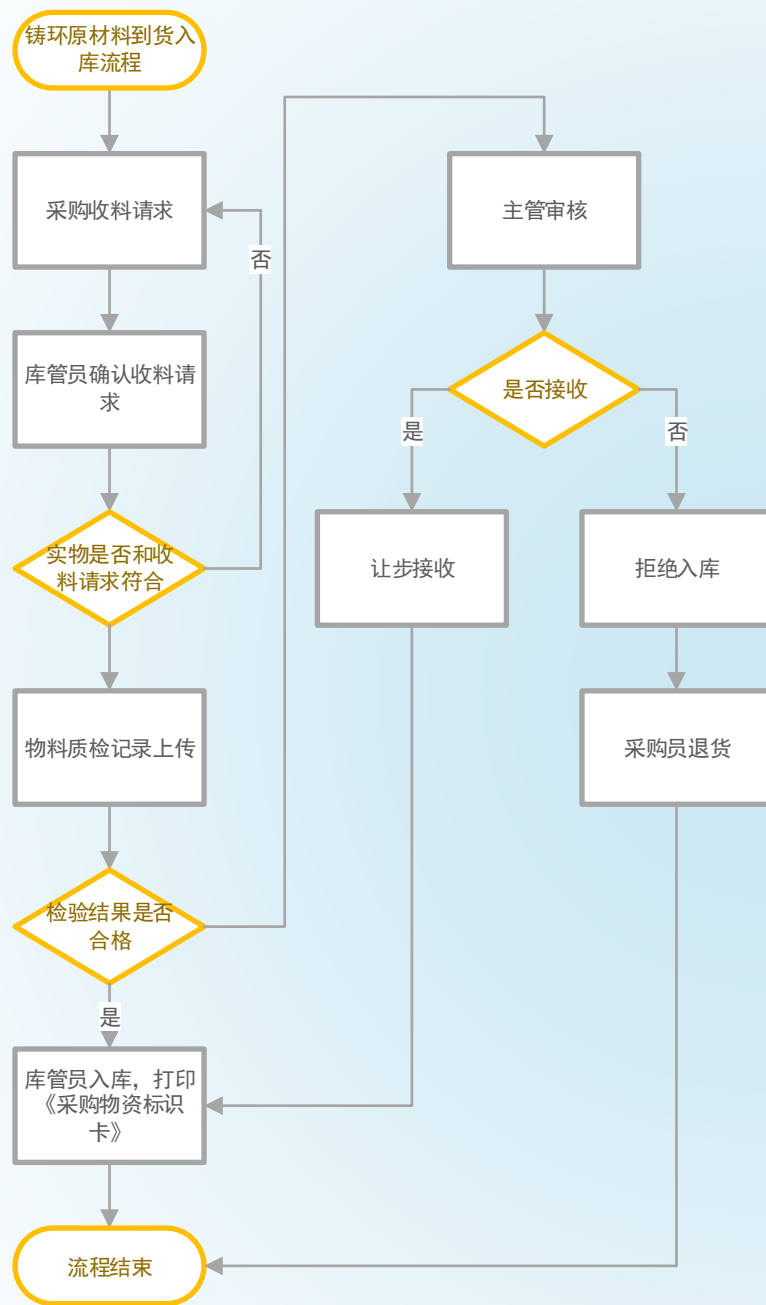 铸环原材料到货入
库流程
采购收料请求
否
库管员确认收料请
求
实物是否和收
料请求符合
物料质检记录上传
检验结果是否
合格
是
库管员入库，打印
《采购物资标识
卡》
流程结束
主管审核
是否接收
是
否
让步接收
拒绝入库
采购员退货